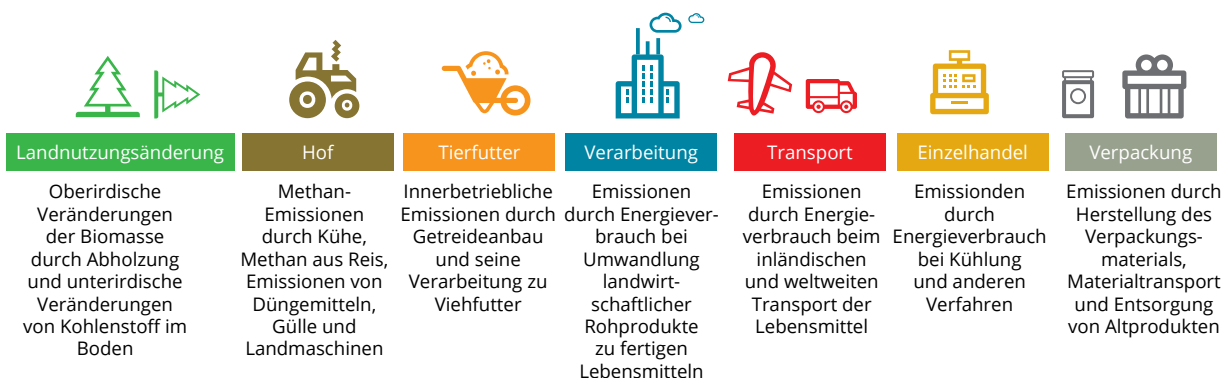 Landnutzungsänderung
Oberirdische
Veränderungen
der Biomasse
durch Abholzung
und unterirdische
Veränderungen
von Kohlenstoff im
Boden
Hof
Methan-
Emissionen
durch Kühe,
Methan aus Reis,
Emissionen von
Düngemitteln,
Gülle und
Landmaschinen
Tierfutter
Innerbetriebliche
Emissionen durch
Getreideanbau
und seine
Verarbeitung zu
Viehfutter
Verarbeitung
Emissionen
durch Energiever-
brauch bei
Umwandlung
landwirt-
schaftlicher
Rohprodukte
zu fertigen
Lebensmitteln
Transport
Emissionen
durch Energie-
verbrauch beim
inländischen
und weltweiten
Transport der
Lebensmittel
Einzelhandel
Emissionden
durch
Energieverbrauch
bei Kühlung
und anderen
Verfahren
Verpackung
Emissionen durch
Herstellung des
Verpackungs-
materials,
Materialtransport
und Entsorgung
von Altprodukten